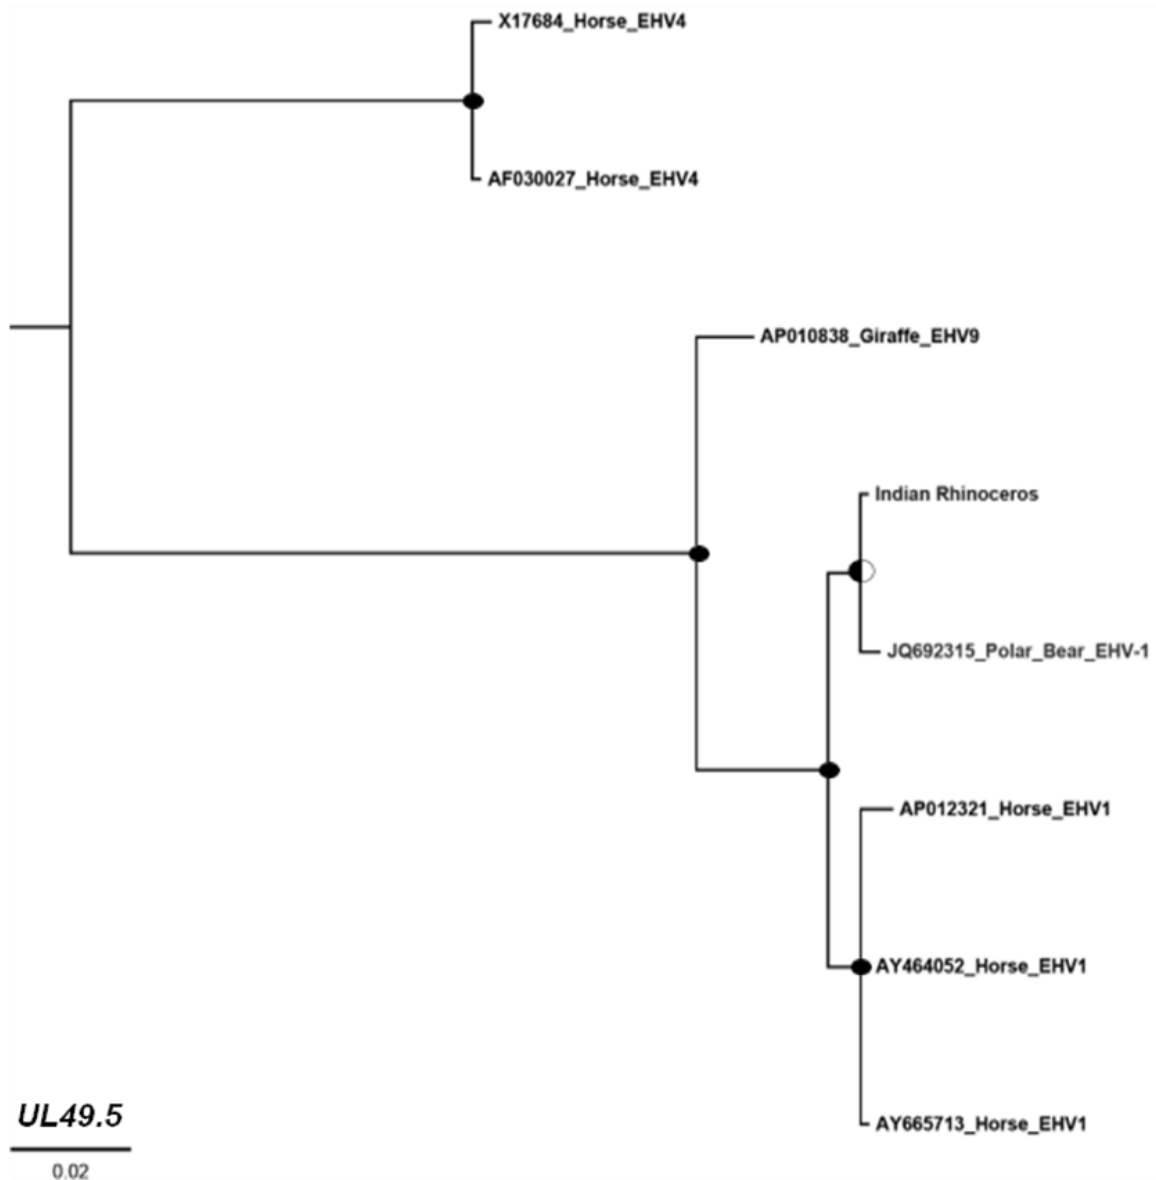 X17684_Horse_EHV4
AF030027_Horse_EHV4
AP010838_Giraffe_EHV9
Indian Rhinoceros
JQ692315_Polar_Bear_EHV-1
AP012321_Horse_EHV1
AY464052_Horse_EHV1
AY665713_Horse_EHV1
UL49.5
0.02